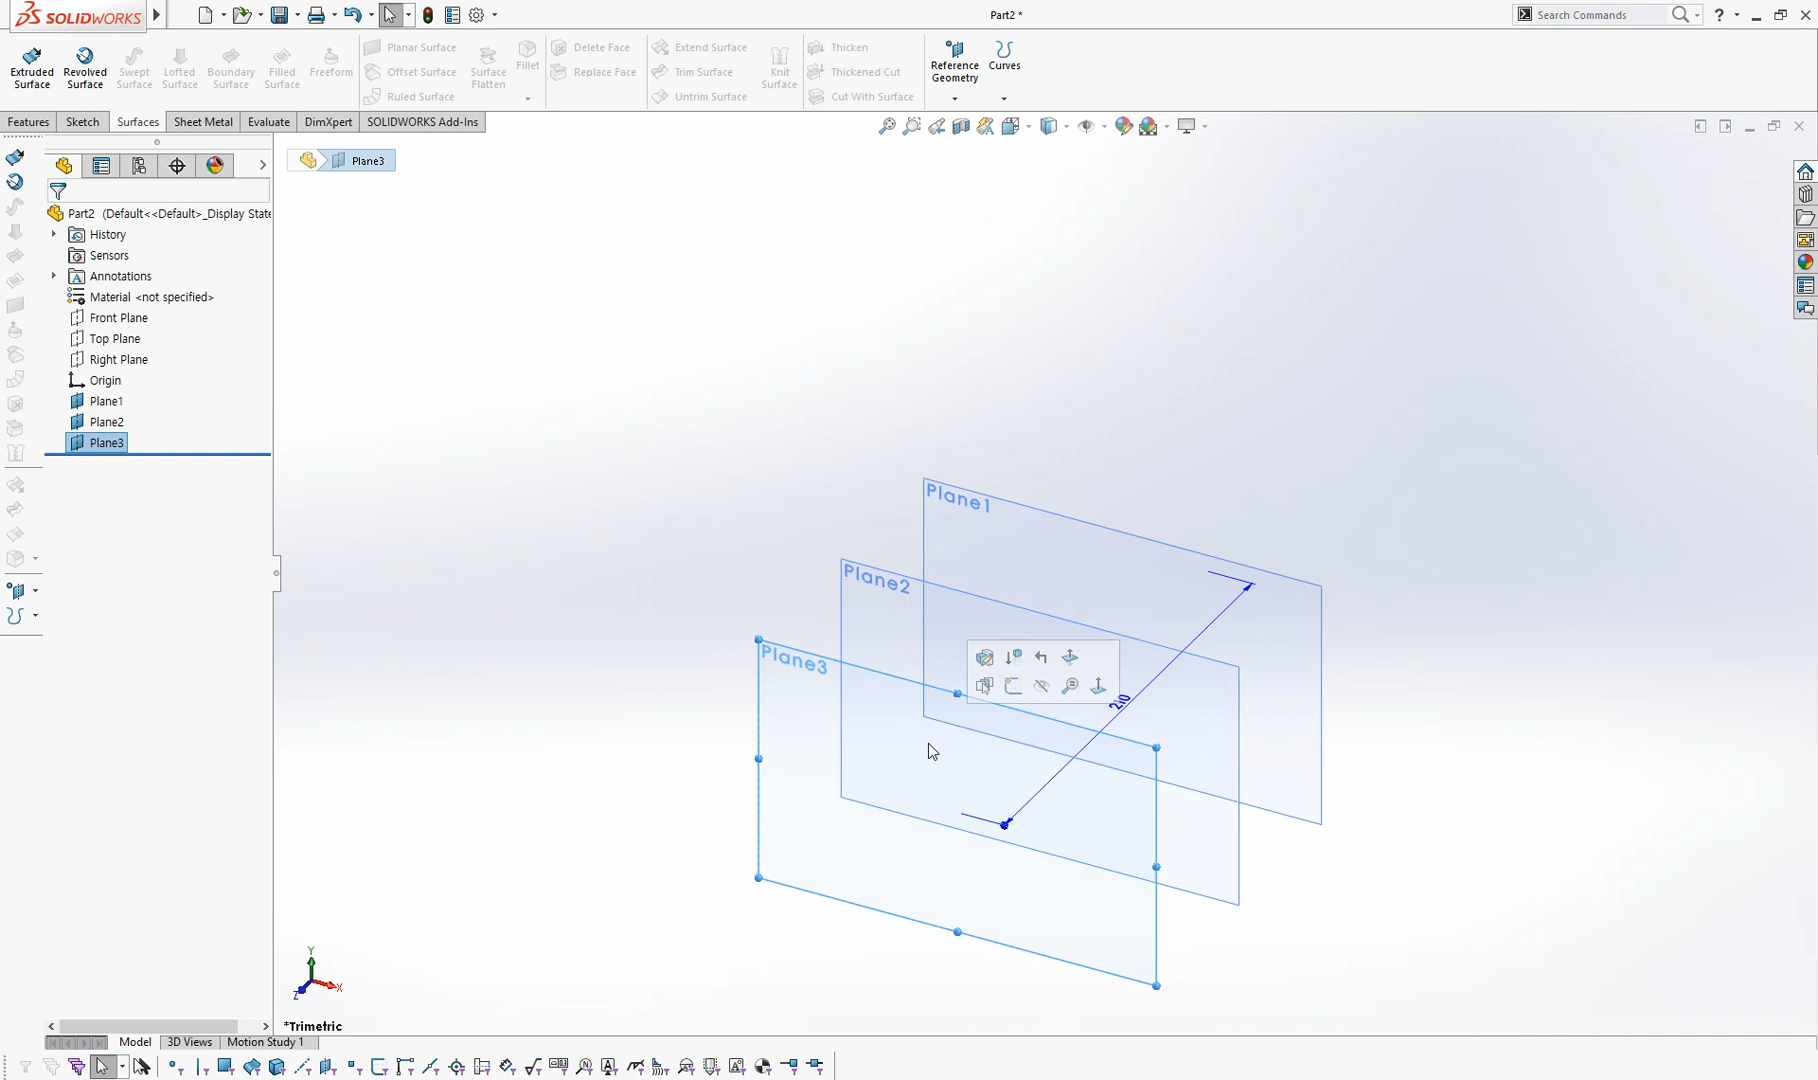 SOLIDWORKS
Part2 *
Search Commands
Extruded Surface
Revolved Surface
Swept Surface
Lofted Surface
Boundary Surface
Filled Surface
Freeform
Planar Surface
Offset Surface
Ruled Surface
Surface Flatten
Fillet
Delete Face
Replace Face
Extend Surface
Trim Surface
Untrim Surface
Knit Surface
Thicken
Thickened Cut
Cut With Surface
Reference Geometry
Curves
Features
Sketch
Surfaces
Sheet Metal
Evaluate
DimXpert
SOLIDWORKS Add-Ins
Plane3
Part2 (Default<<Default>_Display State
History
Sensors
Annotations
Material <not specified>
Front Plane
Top Plane
Right Plane
Origin
Plane1
Plane2
Plane3
Plane1
Plane2
Plane3
210
Y
X
Z
*Trimetric
Model
3D Views
Motion Study 1